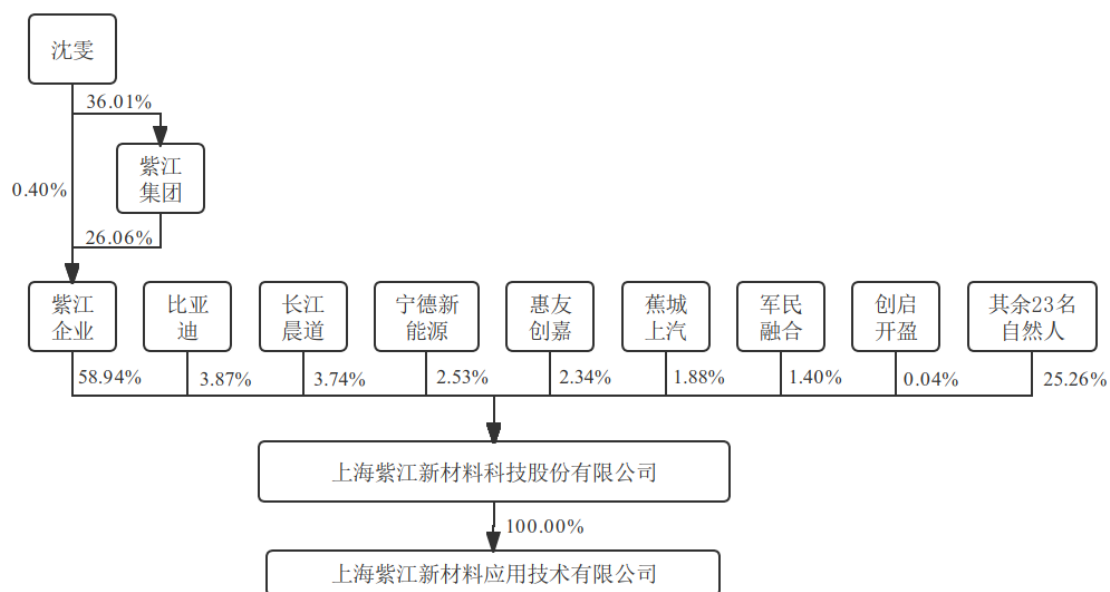 沈雯
36.01%
紫江
集团
0.40%
26.06%
紫江
企业
比亚
迪
长江
晨道
宁德新
能源
惠友
创嘉
蕉城
上汽
军民
融合
创启
开盈
其余23名
自然人
58.94%
3.87%
3.74%
2.53%
2.34%
1.88%
1.40%
0.04%
25.26%
上海紫江新材料科技股份有限公司
100.00%
上海紫江新材料应用技术有限公司